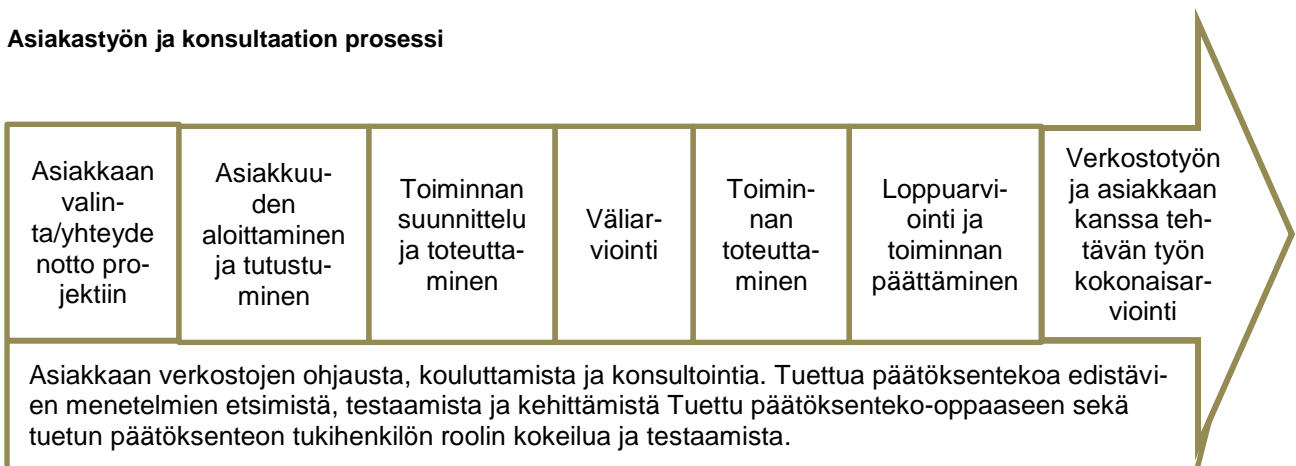 Asiakastyön ja konsultaation prosessi
Asiakkaan
valin-
ta/yhteyde
notto pro-
jektiin
Asiakkuu-
den
aloittaminen
ja tutustu-
minen
Toiminnan
suunnittelu
ja toteutta-
minen
Väliar-
viointi
Toimin-
nan
toteutta-
minen
Loppuarvi-
ointi ja
toiminnan
päättäminen
Verkostotyön
ja asiakkaan
kanssa teh-
tävän työn
kokonaisar-
viointi
Asiakkaan verkostojen ohjausta, kouluttamista ja konsultointia. Tuettua päätöksentekoa edistävi-
en menetelmien etsimistä, testaamista ja kehittämistä Tuettu päätöksenteko-oppaaseen sekä
tuetun päätöksenteon tukihenkilön roolin kokeilua ja testaamista.